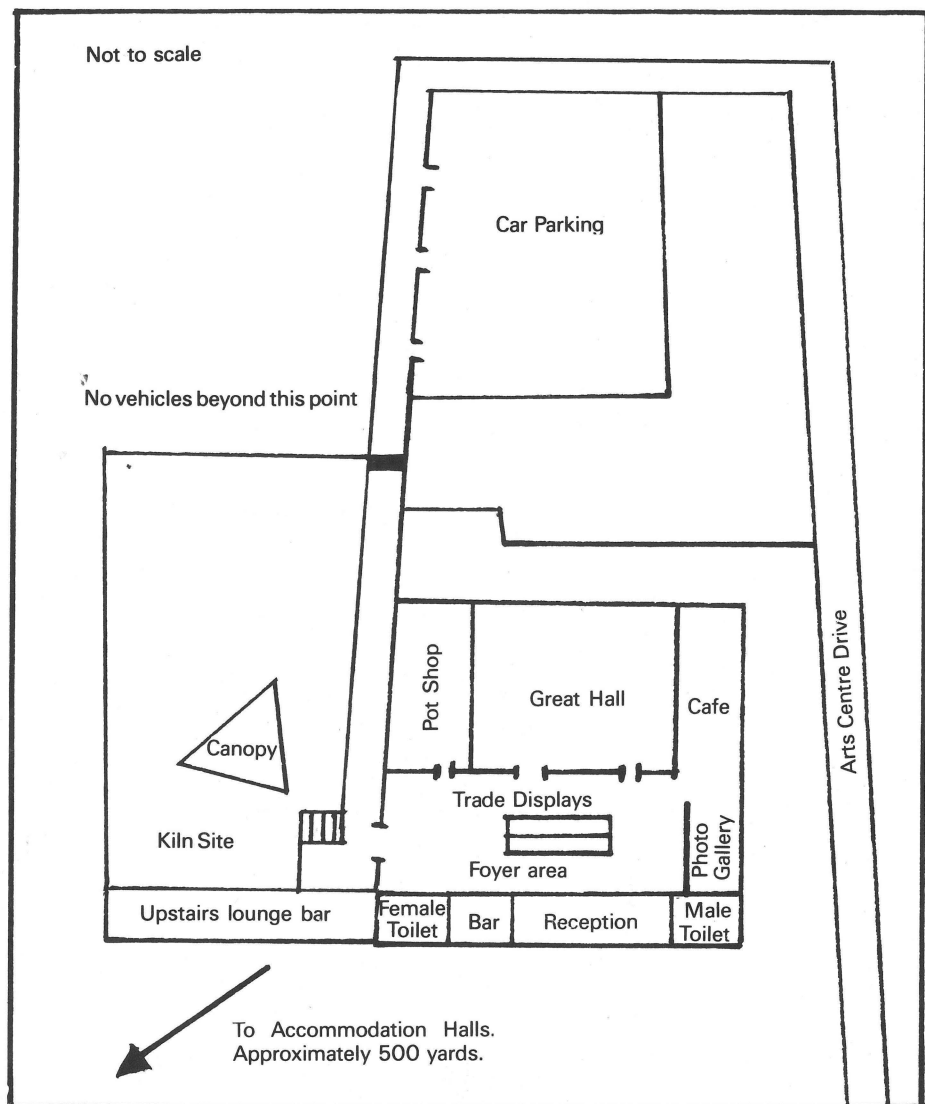 Not to scale
Car Parking
No vehicles beyond this point
Pot Shop
Great Hall
Cafe
Arts Centre Drive
Canopy
Trade Displays
Kiln Site
Foyer area
Photo
Gallery
Upstairs lounge bar
Female
Toilet
Bar
Reception
Male
Toilet
To Accommodation Halls.
Approximately 500 yards.